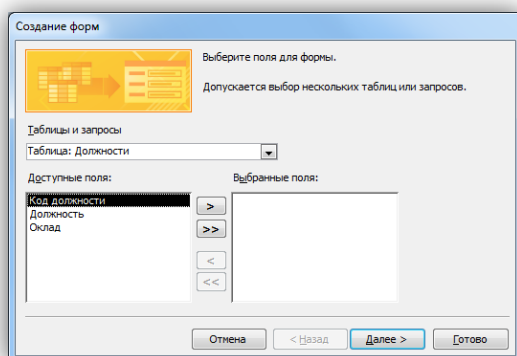 Создание форм
Выберите поля для формы.
Допускается выбор нескольких таблиц или запросов.
Таблицы и запросы
Таблица: Должности
Доступные поля:
Выбранные поля:
Код должности
Должность
Оклад
>
>>
<
<<
Отмена
< Назад
Далее >
Готово